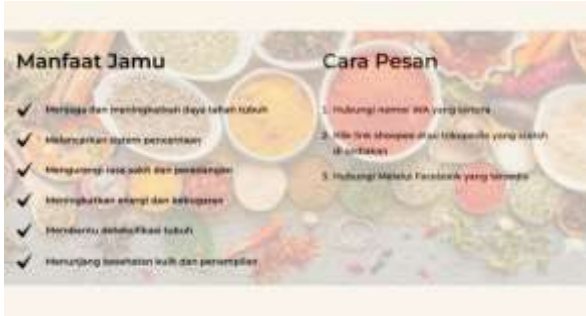 Manfaat Jamu
Menjaga dan meningkatkan daya tahan tubuh
Melancarkan sistem pencernaan
Mengurangi rasa sakit dan peradangan
Meningkatkan energi dan kebugaran
Membantu detoksifikasi tubuh
Menunjang kesehatan kulit dan penampilan
Cara Pesan
1. Hubungi nomor WA yang tertera
2. Klik link shopee atau tokopedia yang sudah
di sediakan
3. Hubungi Melalui Facebook yang tersedia